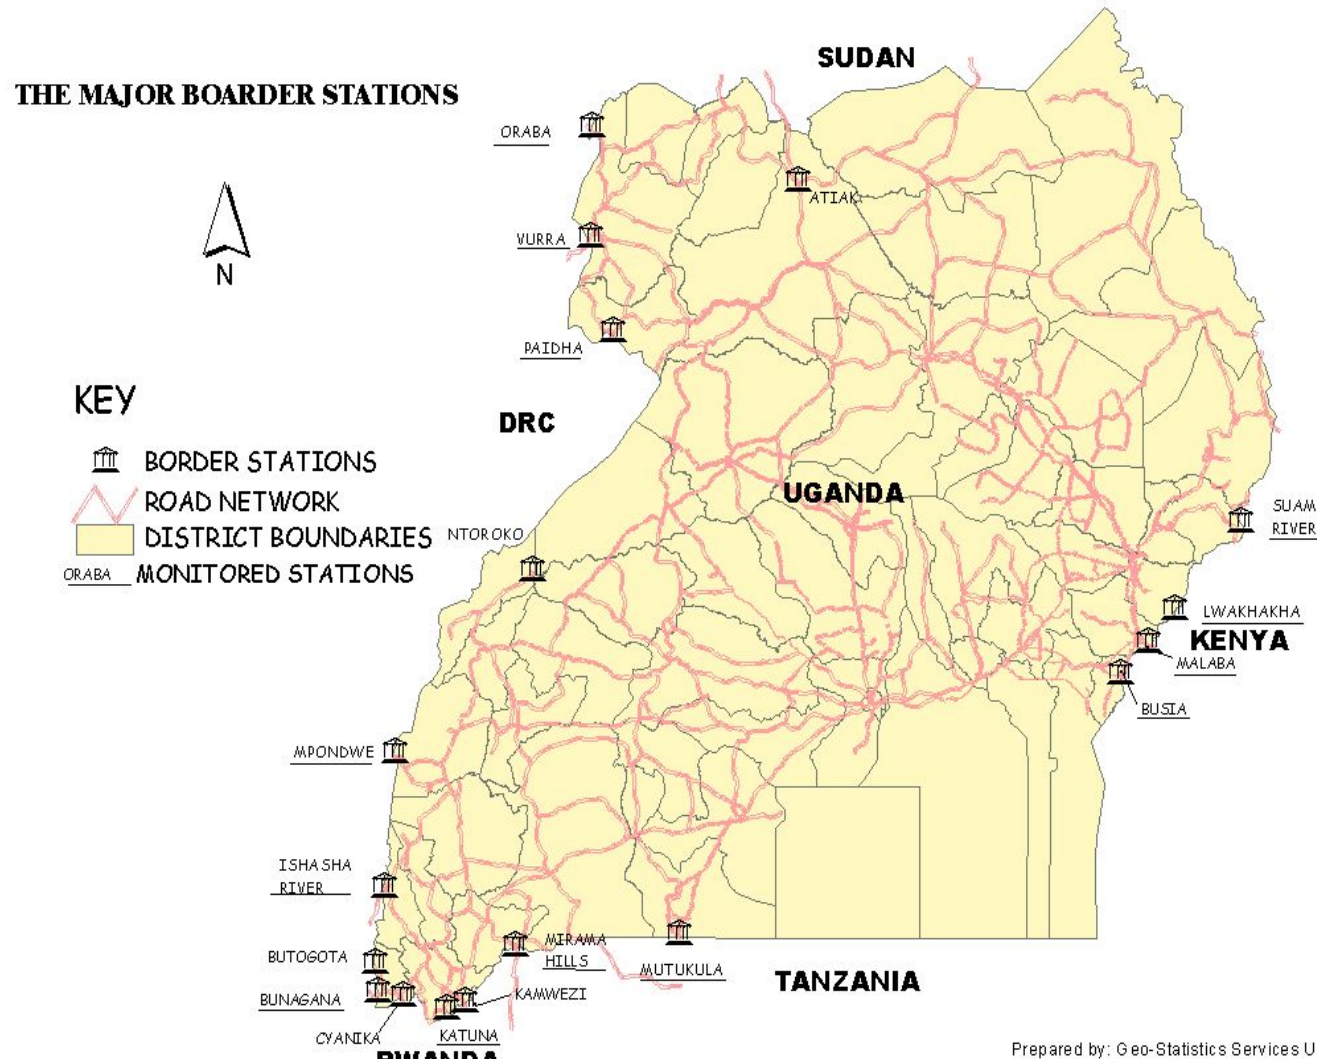 SUDAN
THE MAJOR BOARDER STATIONS
ORABA
ATIAK
VURRA
N
PAIDHA
KEY
DRC
BORDER STATIONS
ROAD NETWORK
UGANDA
DISTRICT BOUNDARIES
NTOROKO
SUAM
RIVER
ORABA MONITORED STATIONS
LWAKHAKHA
KENYA
MALABA
BUSIA
MPONDWE
ISHASHA
RIVER
MIRAMA
HILLS
BUTOGOTA
MUTUKULA
TANZANIA
BUNAGANA
KAMWEZI
CYANIKA
KATUNA
RWANDA
Prepared by: Geo-Statistics Services U